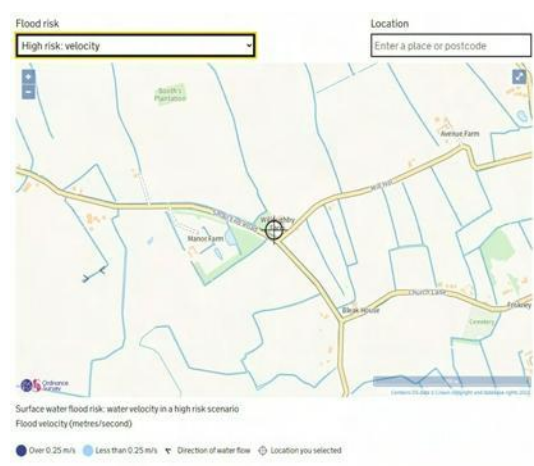 Flood risk
Location
High risk: velocity
Enter a place or postcode
+
−
Booth's
Plantation
Avenue Farm
Manor Farm
Bleak House
Church Lane
Cemetery
Ordnance
Survey
Surface water flood risk: water velocity in a high risk scenario
Flood velocity (metres/second)
Over 0.25 m/s
Less than 0.25 m/s
Direction of water flow
Location you selected